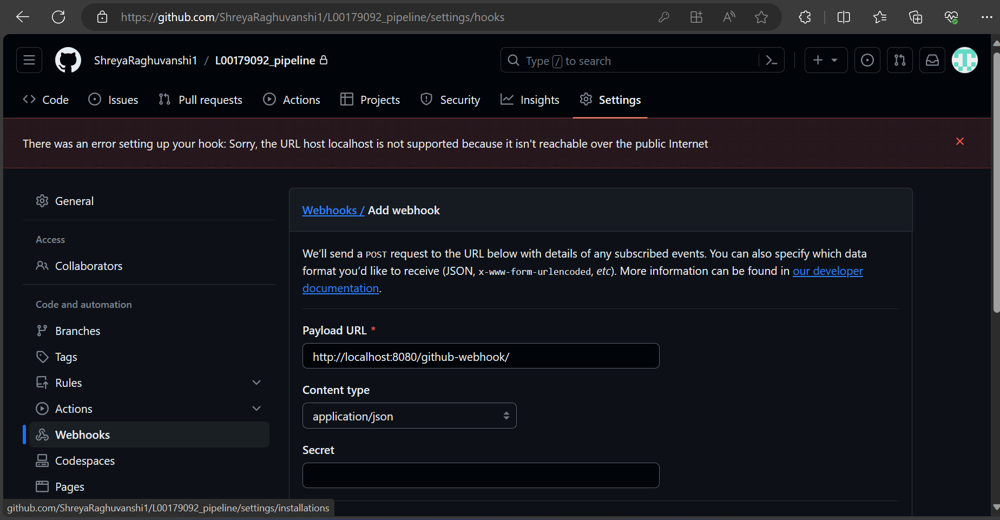 https://github.com/ShreyaRaghuvanshi1/L00179092_pipeline/settings/hooks
ShreyaRaghuvanshi1 / L00179092_pipeline
Type / to search
Code Issues Pull requests Actions Projects Security Insights Settings
There was an error setting up your hook: Sorry, the URL host localhost is not supported because it isn't reachable over the public Internet
General
Access
Collaborators
Code and automation
Branches
Tags
Rules
Actions
Webhooks
Codespaces
Pages
Webhooks / Add webhook
We’ll send a POST request to the URL below with details of any subscribed events. You can also specify which data
format you’d like to receive (JSON, x-www-form-urlencoded, etc). More information can be found in our developer
documentation.
Payload URL *
http://localhost:8080/github-webhook/
Content type
application/json
Secret
github.com/ShreyaRaghuvanshi1/L00179092_pipeline/settings/installations